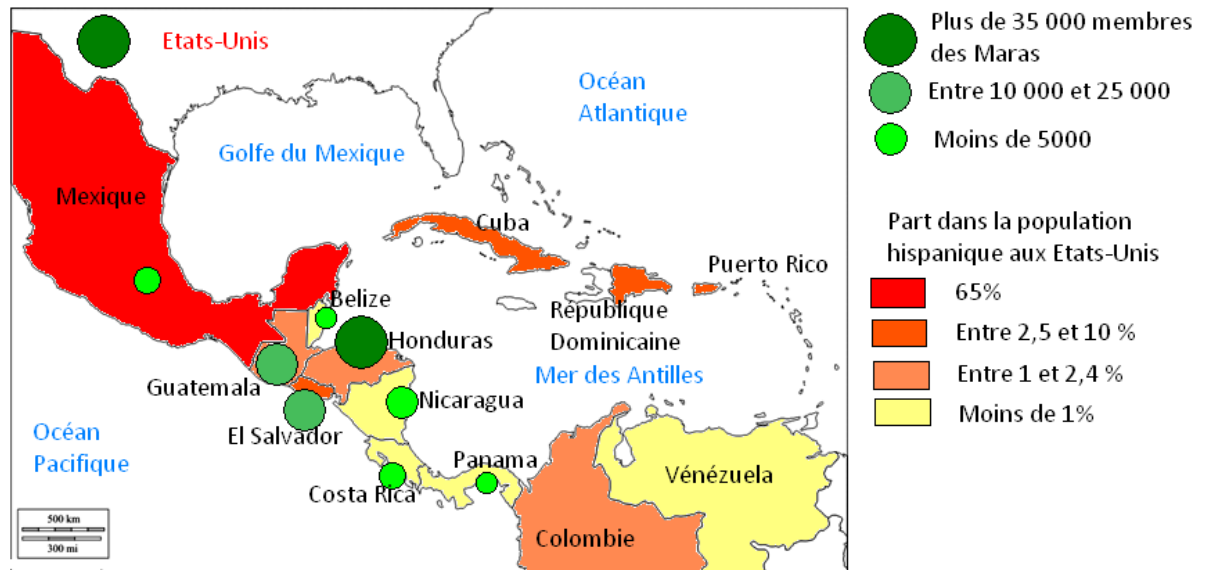 Etats-Unis
Océan
Atlantique
Golfe du Mexique
Mexique
Cuba
Puerto Rico
Belize
République
Dominicaine
Honduras
Mer des Antilles
Guatemala
Nicaragua
El Salvador
Océan
Pacifique
Panama
Costa Rica
Vénézuela
Colombie
500 km
300 mi
Plus de 35 000 membres
des Maras
Entre 10 000 et 25 000
Moins de 5000
Part dans la population
hispanique aux Etats-Unis
65%
Entre 2,5 et 10 %
Entre 1 et 2,4 %
Moins de 1%